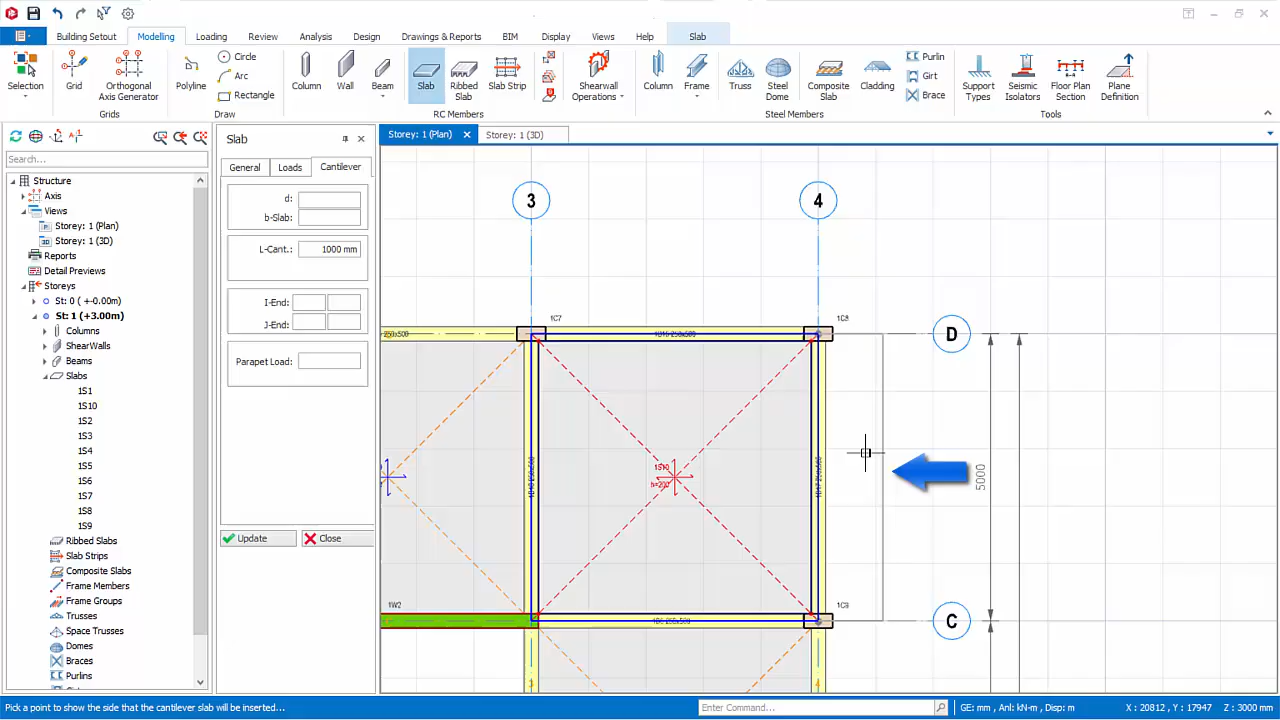 Building Setout Modelling Loading Review Analysis Design Drawings & Reports BIM Display Views Help Slab
Selection Grid Orthogonal Axis Generator Polyline Circle Arc Rectangle Column Wall Beam Slab Ribbed Slab Slab Strip Shearwall Operations Column Frame Truss Steel Dome Composite Slab Cladding Purlin Girt Brace Support Types Seismic Isolators Floor Plan Section Plane Definition
Grids Draw RC Members Steel Members Tools
Search...
Structure
Axis
Views
Storey: 1 (Plan)
Storey: 1 (3D)
Reports
Detail Previews
Storeys
St: 0 (+-0.00m)
St: 1 (+3.00m)
Columns
ShearWalls
Beams
Slabs
1S1
1S10
1S2
1S3
1S4
1S5
1S6
1S7
1S8
1S9
Ribbed Slabs
Slab Strips
Composite Slabs
Frame Members
Frame Groups
Trusses
Space Trusses
Domes
Braces
Purlins
Slab
General Loads Cantilever
d:
b-Slab:
L-Cant.: 1000 mm
I-End:
J-End:
Parapet Load:
Update Close
Storey: 1 (Plan) Storey: 1 (3D)
3 4
1C7
250x500
D
1S10
h=200
5000
1W2
C
3 4
Pick a point to show the side that the cantilever slab will be inserted... Enter Command... GE: mm , Anl: kN-m , Disp: m X : 20812 , Y : 17947 Z : 3000 mm